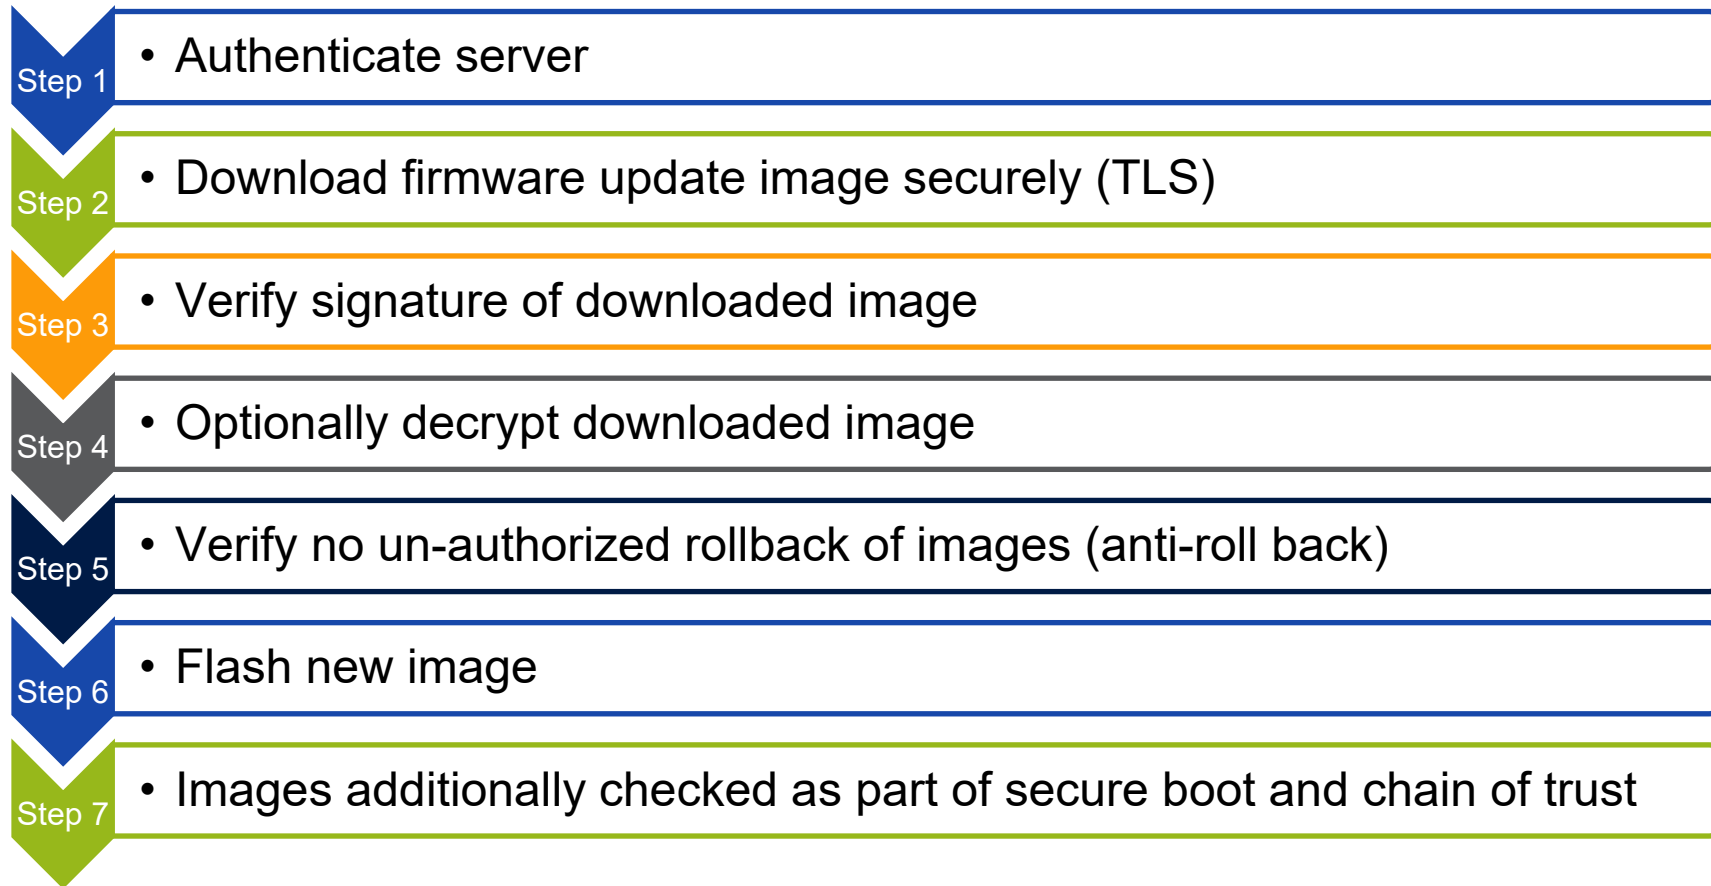 Step 1
• Authenticate server
Step 2
• Download firmware update image securely (TLS)
Step 3
• Verify signature of downloaded image
Step 4
• Optionally decrypt downloaded image
Step 5
• Verify no un-authorized rollback of images (anti-roll back)
Step 6
• Flash new image
Step 7
• Images additionally checked as part of secure boot and chain of trust